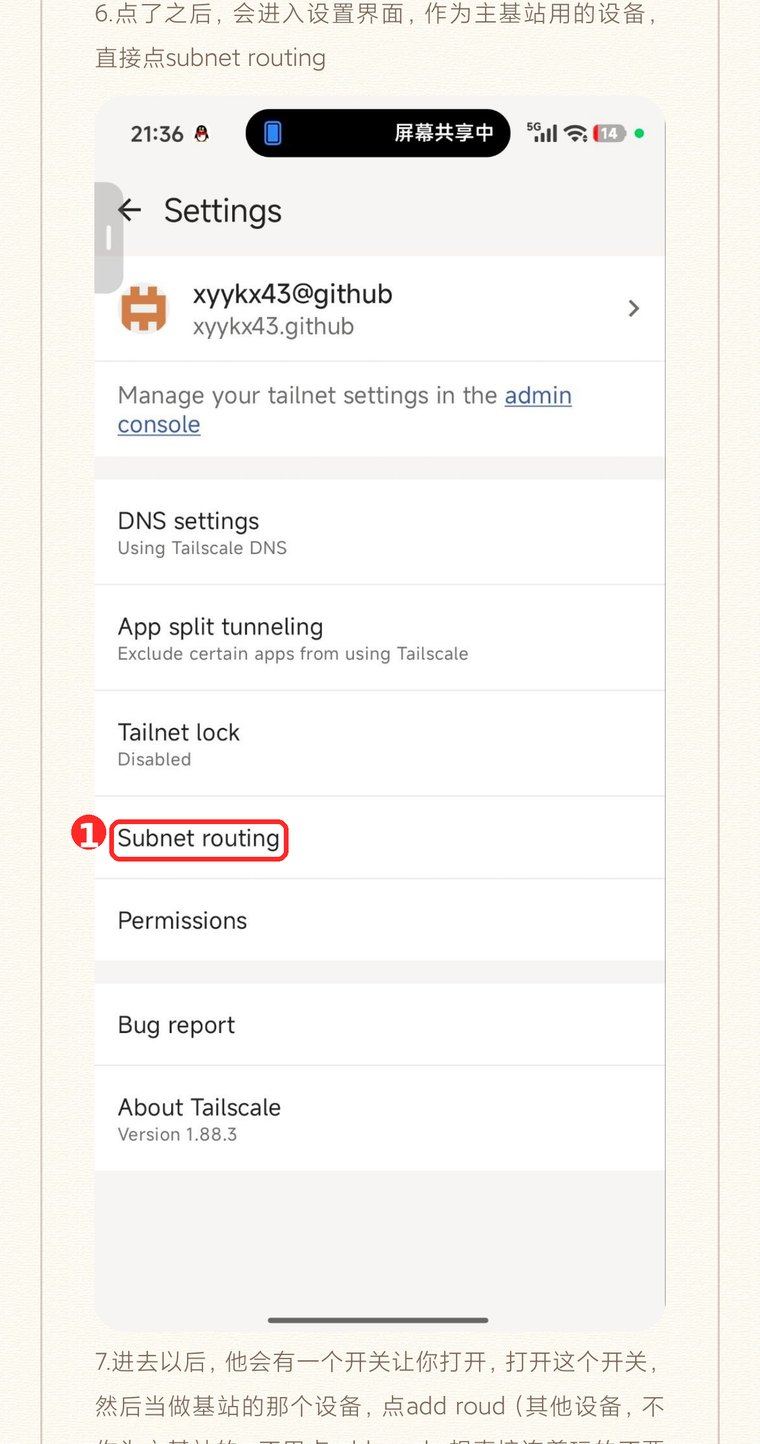 6.点了之后，会进入设置界面，作为主基站用的设备，
直接点subnet routing
21:36
屏幕共享中
5G
14
Settings
xyykx43@github
xyykx43.github
Manage your tailnet settings in the admin
console
DNS settings
Using Tailscale DNS
App split tunneling
Exclude certain apps from using Tailscale
Tailnet lock
Disabled
1
Subnet routing
Permissions
Bug report
About Tailscale
Version 1.88.3
7.进去以后，他会有一个开关让你打开，打开这个开关，
然后当做基站的那个设备，点add roud（其他设备，不